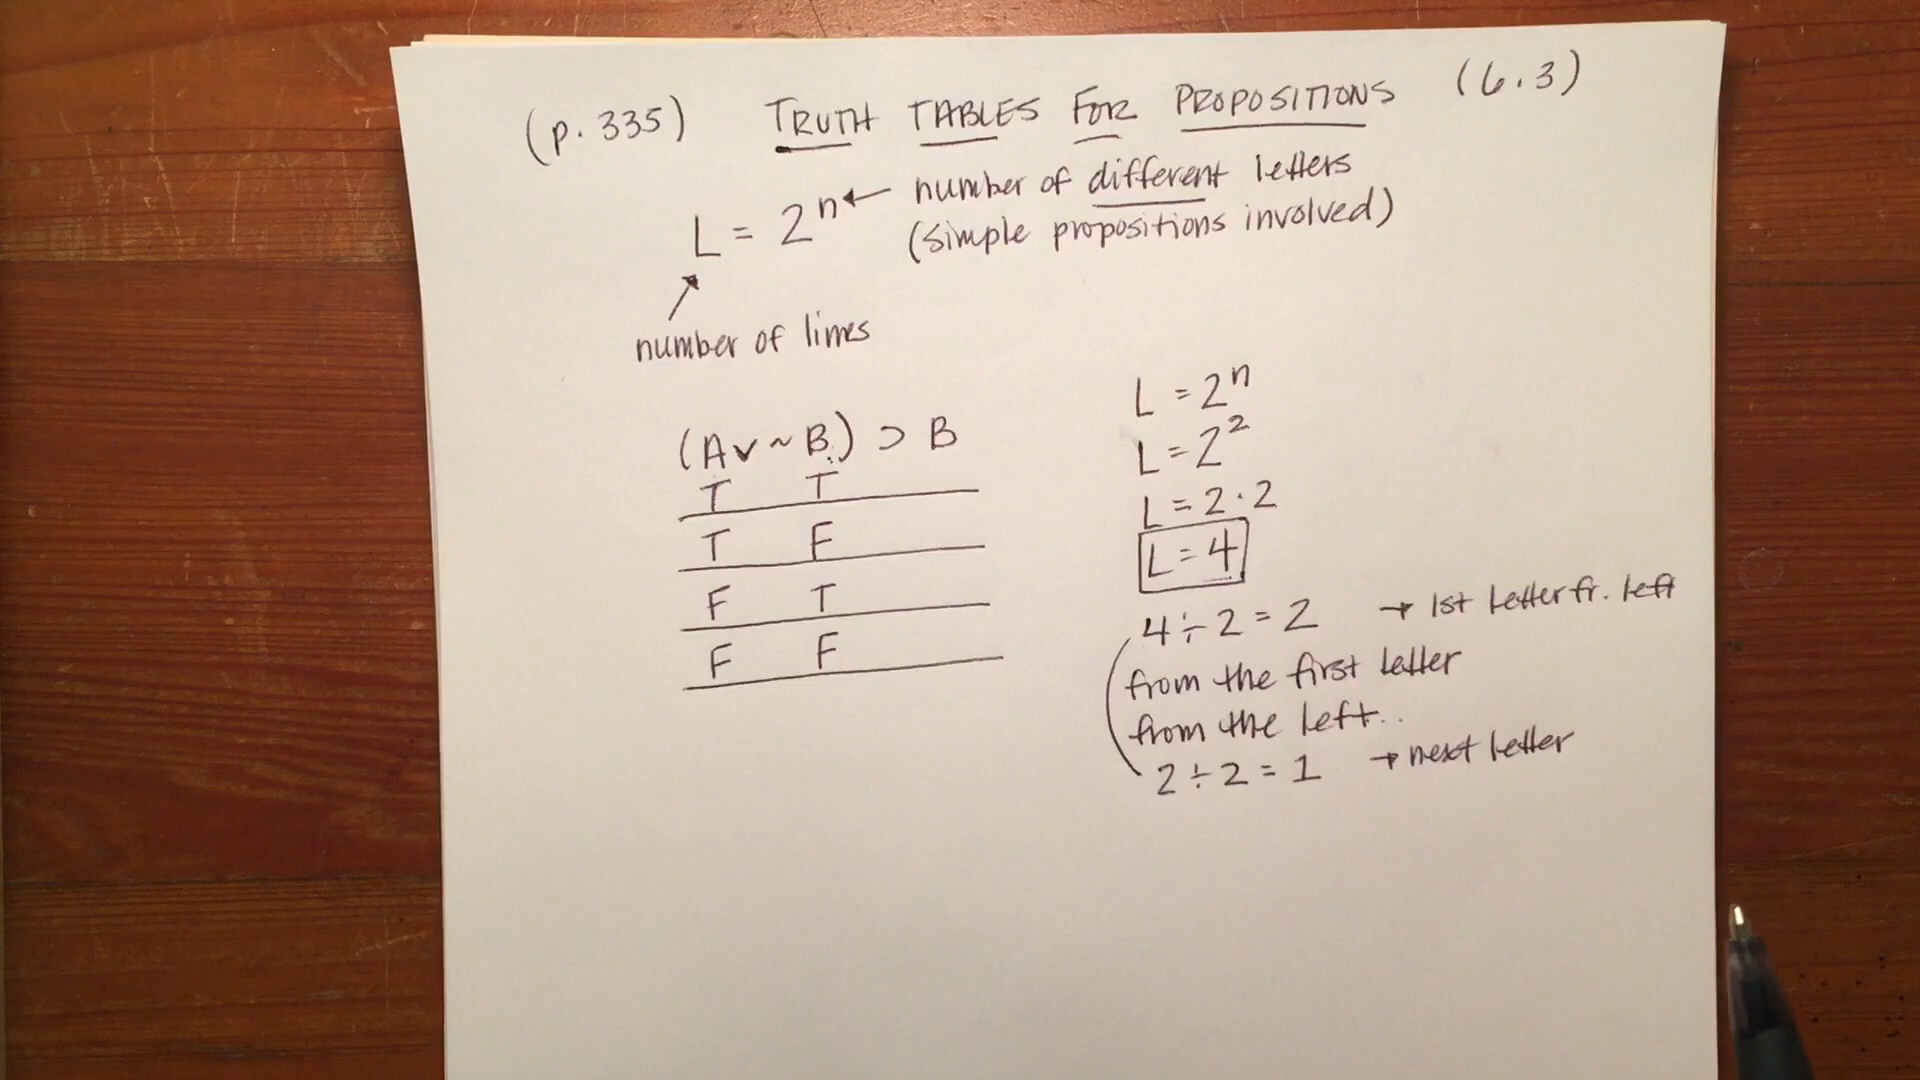 (p. 335) TRUTH TABLES FOR PROPOSITIONS (6.3)
L = 2ⁿ ← number of different letters
(simple propositions involved)
number of lines
(A v ~ B) ⊃ B
T T
T F
F T
F F
L = 2ⁿ
L = 2²
L = 2 · 2
L = 4
4 ÷ 2 = 2 → 1st letter fr. left
from the first letter
from the left..
2 ÷ 2 = 1 → next letter